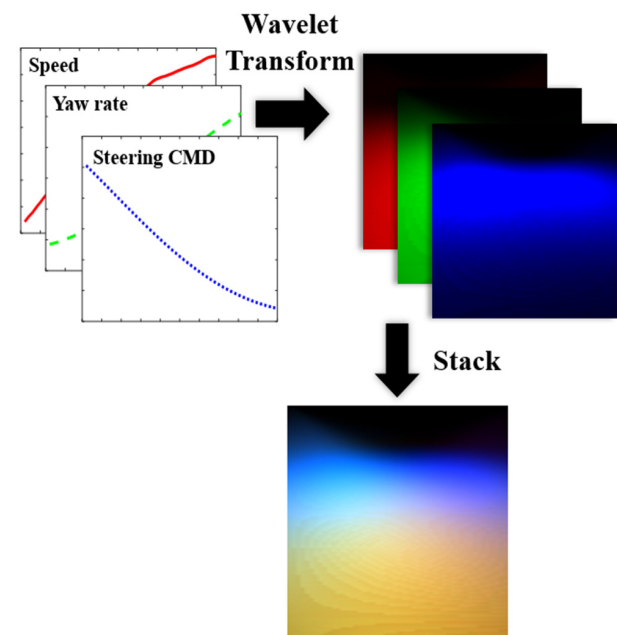 Wavelet
Transform
Speed
Yaw rate
Steering CMD
Stack